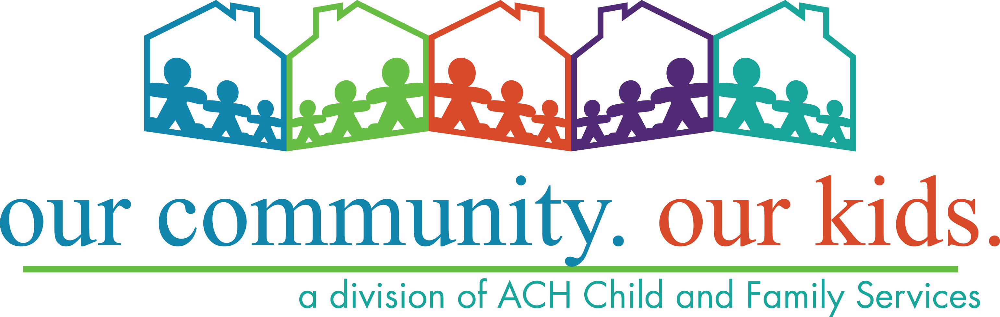 our community. our kids.
a division of ACH Child and Family Services